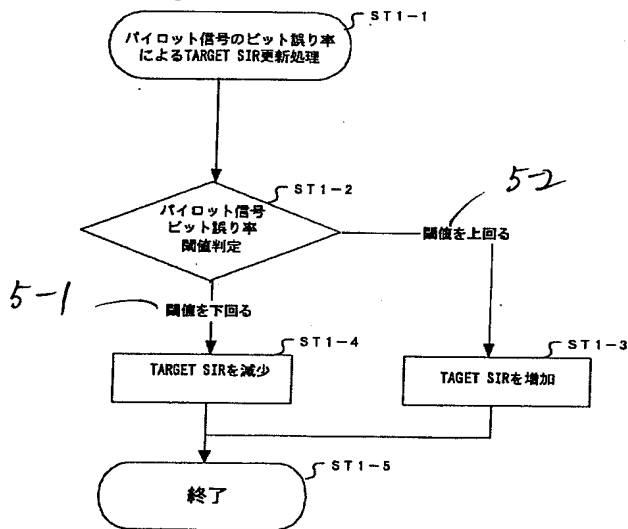 ST1-1
パイロット信号のビット誤り率
によるTARGET SIR更新処理
ST1-2
パイロット信号
ビット誤り率
閾値判定
5-2
閾値を上回る
5-1
閾値を下回る
ST1-4
TARGET SIRを減少
ST1-3
TAGET SIRを増加
ST1-5
終了